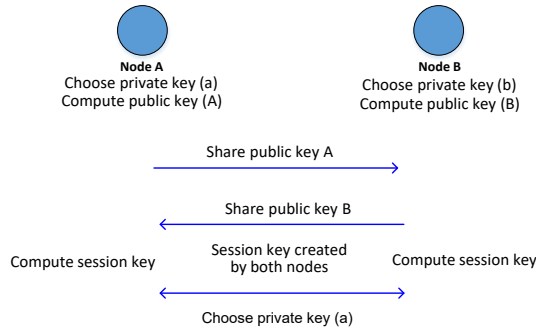 Node A
Choose private key (a)
Compute public key (A)
Node B
Choose private key (b)
Compute public key (B)
Share public key A
Share public key B
Compute session key
Session key created
by both nodes
Compute session key
Choose private key (a)